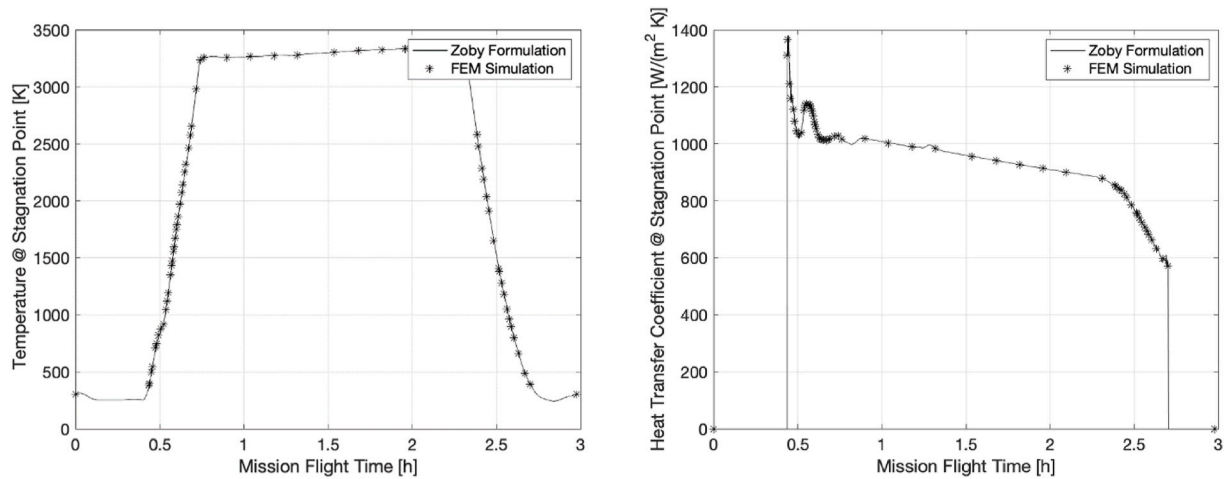 3500
3000
3500
2000
3500
1000
500
0
Temperature @ Stagnation Point [K]
Zoby Formulation
FEM Simulation
0 0.5 1 1.5 2 2.5 3
Mission Flight Time [h]
1400
1200
1000
800
600
400
200
0
Heat Transfer Coefficient @ Stagnation Point [W/(m² K)]
Zoby Formulation
FEM Simulation
0 0.5 1 1.5 2 2.5 3
Mission Flight Time [h]